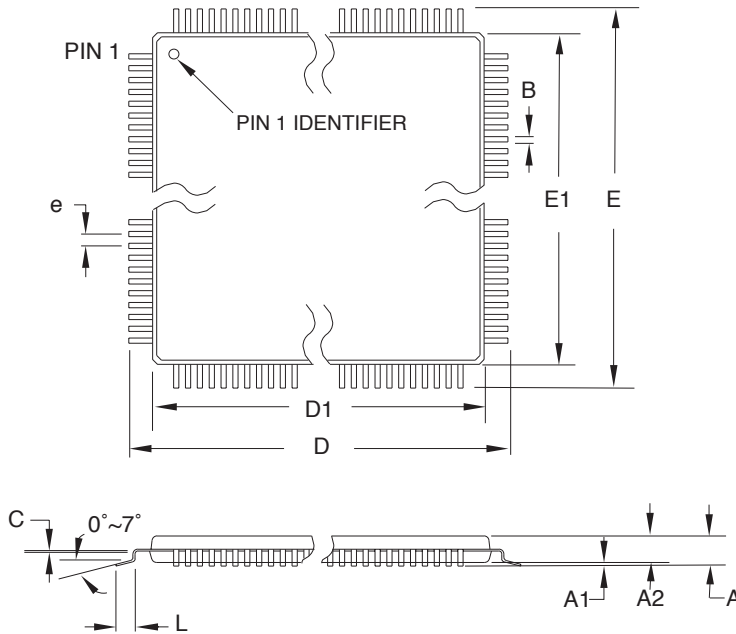 PIN 1
PIN 1 IDENTIFIER
B
E1
E
e
D1
D
C
0°~7°
L
A1
A2
A